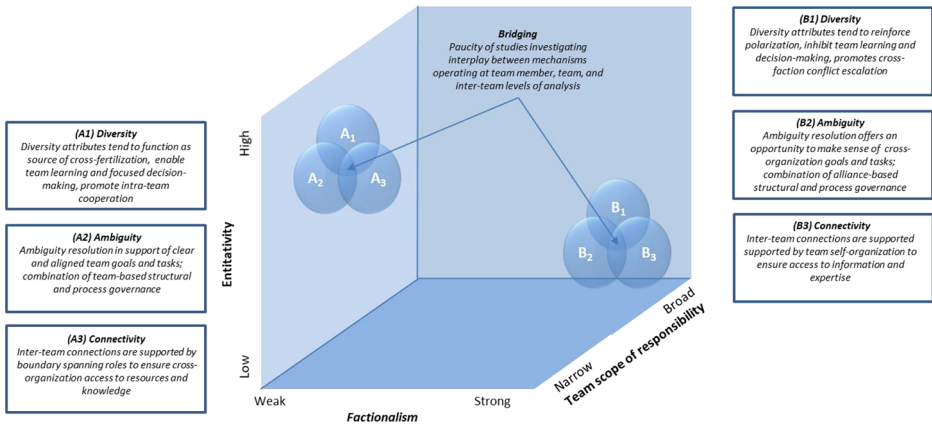 Bridging
Paucity of studies investigating
interplay between mechanisms
operating at team member, team, and
inter-team levels of analysis
(A1) Diversity
Diversity attributes tend to function as
source of cross-fertilization, enable
team learning and focused decision-
making, promote intra-team
cooperation
(A2) Ambiguity
Ambiguity resolution in support of clear
and aligned team goals and tasks;
combination of team-based structural
and process governance
(A3) Connectivity
Inter-team connections are supported by
boundary spanning roles to ensure cross-
organization access to resources and
knowledge
High
Entitativity
Low
A1
A2
A3
B1
B2
B3
Weak
Strong
Factionalism
Narrow
Broad
Team scope of responsibility
(B1) Diversity
Diversity attributes tend to reinforce
polarization, inhibit team learning and
decision-making, promotes cross-
faction conflict escalation
(B2) Ambiguity
Ambiguity resolution offers an
opportunity to make sense of cross-
organization goals and tasks;
combination of alliance-based
structural and process governance
(B3) Connectivity
Inter-team connections are supported
supported by team self-organization to
ensure access to information and
expertise